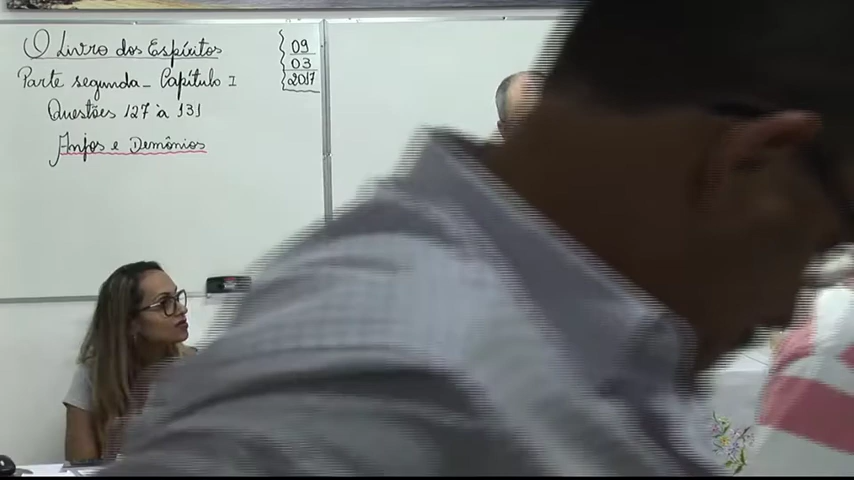 O Livro dos Espíritos
Parte segunda - Capítulo I
Questões 127 à 131
Anjos e Demônios
09
03
2017